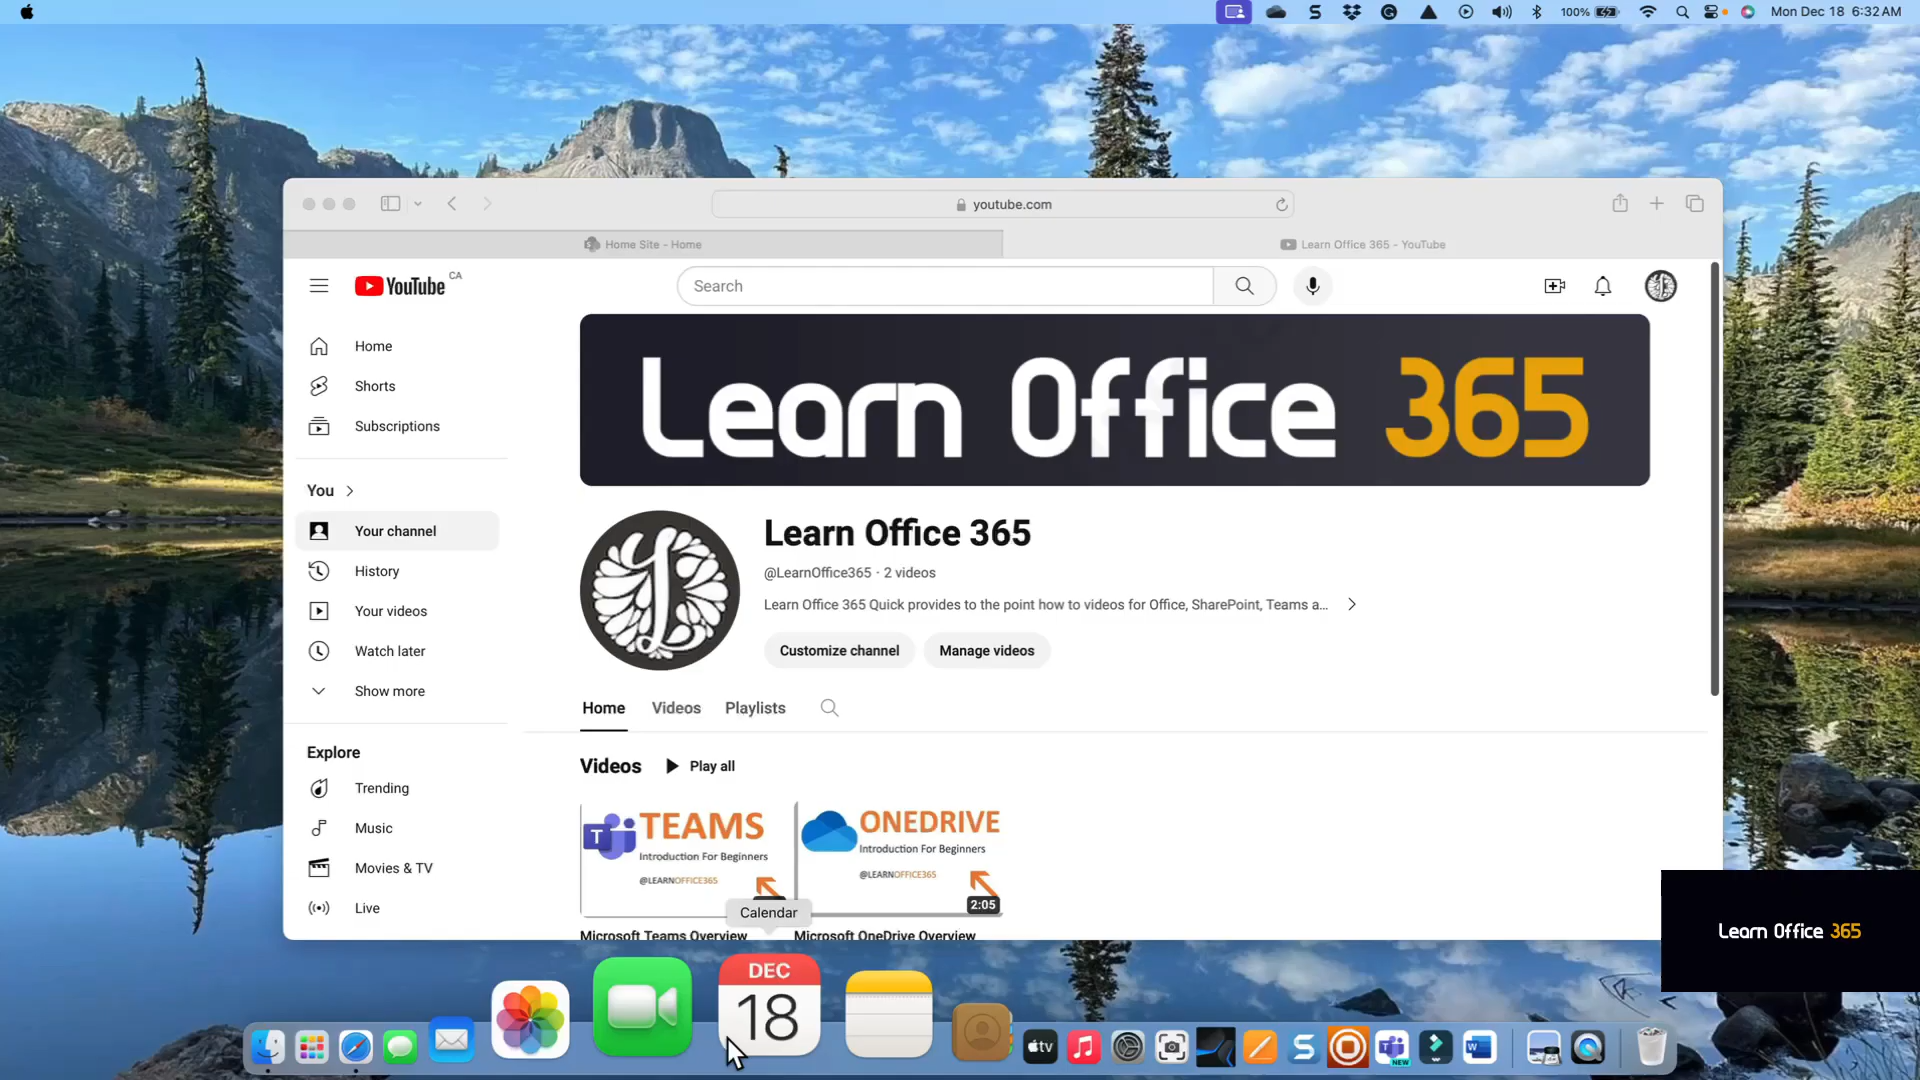 100%
Mon Dec 18 6:32 AM
youtube.com
Home Site - Home
Learn Office 365 - YouTube
YouTube CA
Search
Learn Office 365
Home
Shorts
Subscriptions
You
Your channel
History
Your videos
Watch later
Show more
Explore
Trending
Music
Movies & TV
Live
Learn Office 365
@LearnOffice365 · 2 videos
Learn Office 365 Quick provides to the point how to videos for Office, SharePoint, Teams a...
Customize channel
Manage videos
Home
Videos
Playlists
Videos
Play all
T
TEAMS
Introduction For Beginners
@LEARNOFFICE365
ONEDRIVE
Introduction For Beginners
@LEARNOFFICE365
2:05
Microsoft Teams Overview
Microsoft OneDrive Overview
Calendar
Learn Office 365
DEC
18
tv
S
NEW
W